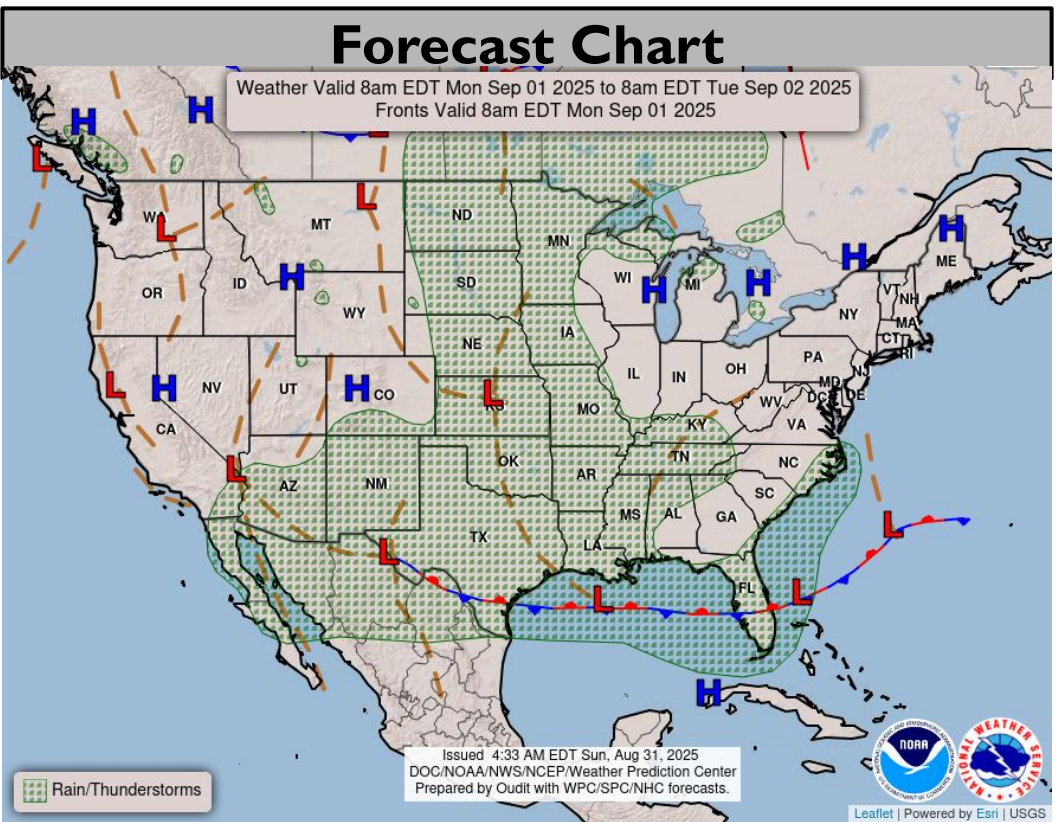 Forecast Chart
Weather Valid 8am EDT Mon Sep 01 2025 to 8am EDT Tue Sep 02 2025
Fronts Valid 8am EDT Mon Sep 01 2025
H
H
L
L
WA
L
MT
ND
MN
H
ME
H
OR
ID
H
WY
SD
WI
H
MI
H
VT
NH
NY
MA
CT
RI
NE
IA
PA
NJ
L
H
NV
UT
H
CO
L
KS
IL
IN
OH
MD
DC
DE
WV
VA
CA
MO
KY
L
AZ
NM
OK
AR
TN
NC
SC
L
TX
LA
MS
AL
GA
L
L
FL
L
H
Issued 4:33 AM EDT Sun, Aug 31, 2025
DOC/NOAA/NWS/NCEP/Weather Prediction Center
Prepared by Oudit with WPC/SPC/NHC forecasts.
Rain/Thunderstorms
NOAA
NATIONAL WEATHER SERVICE
Leaflet | Powered by Esri | USGS